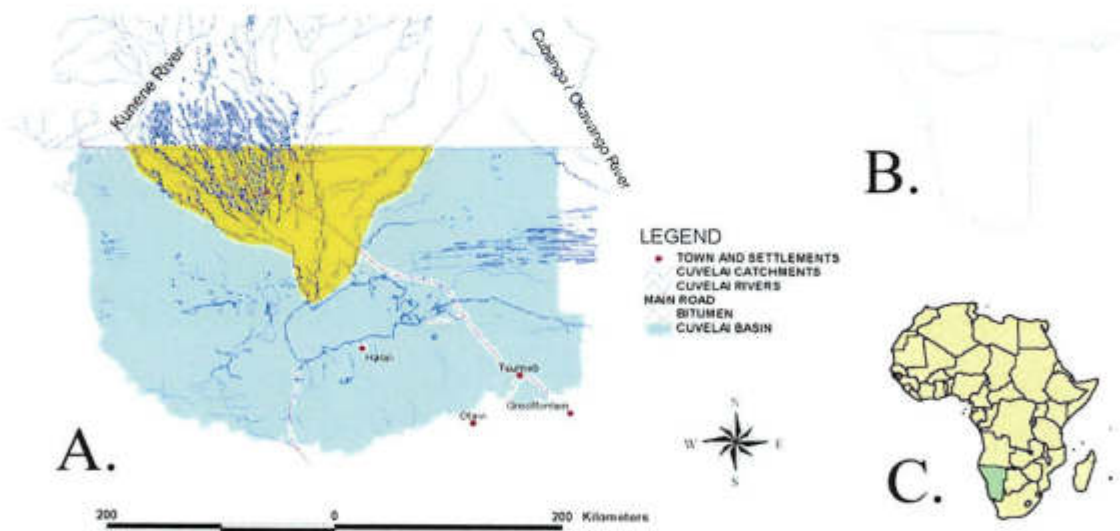 Kunene River
Cubango / Okavango River
B.
LEGEND
TOWN AND SETTLEMENTS
CUVELAI CATCHMENTS
CUVELAI RIVERS
MAIN ROAD
BITUMEN
CUVELAI BASIN
Halali
Tsumeb
Grootfontein
Otavi
A.
N
W E
S
C.
200 0 200 Kilometers